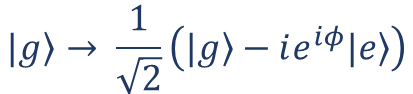 |g⟩ → 1/√2 (|g⟩ − ie^{iϕ}|e⟩)